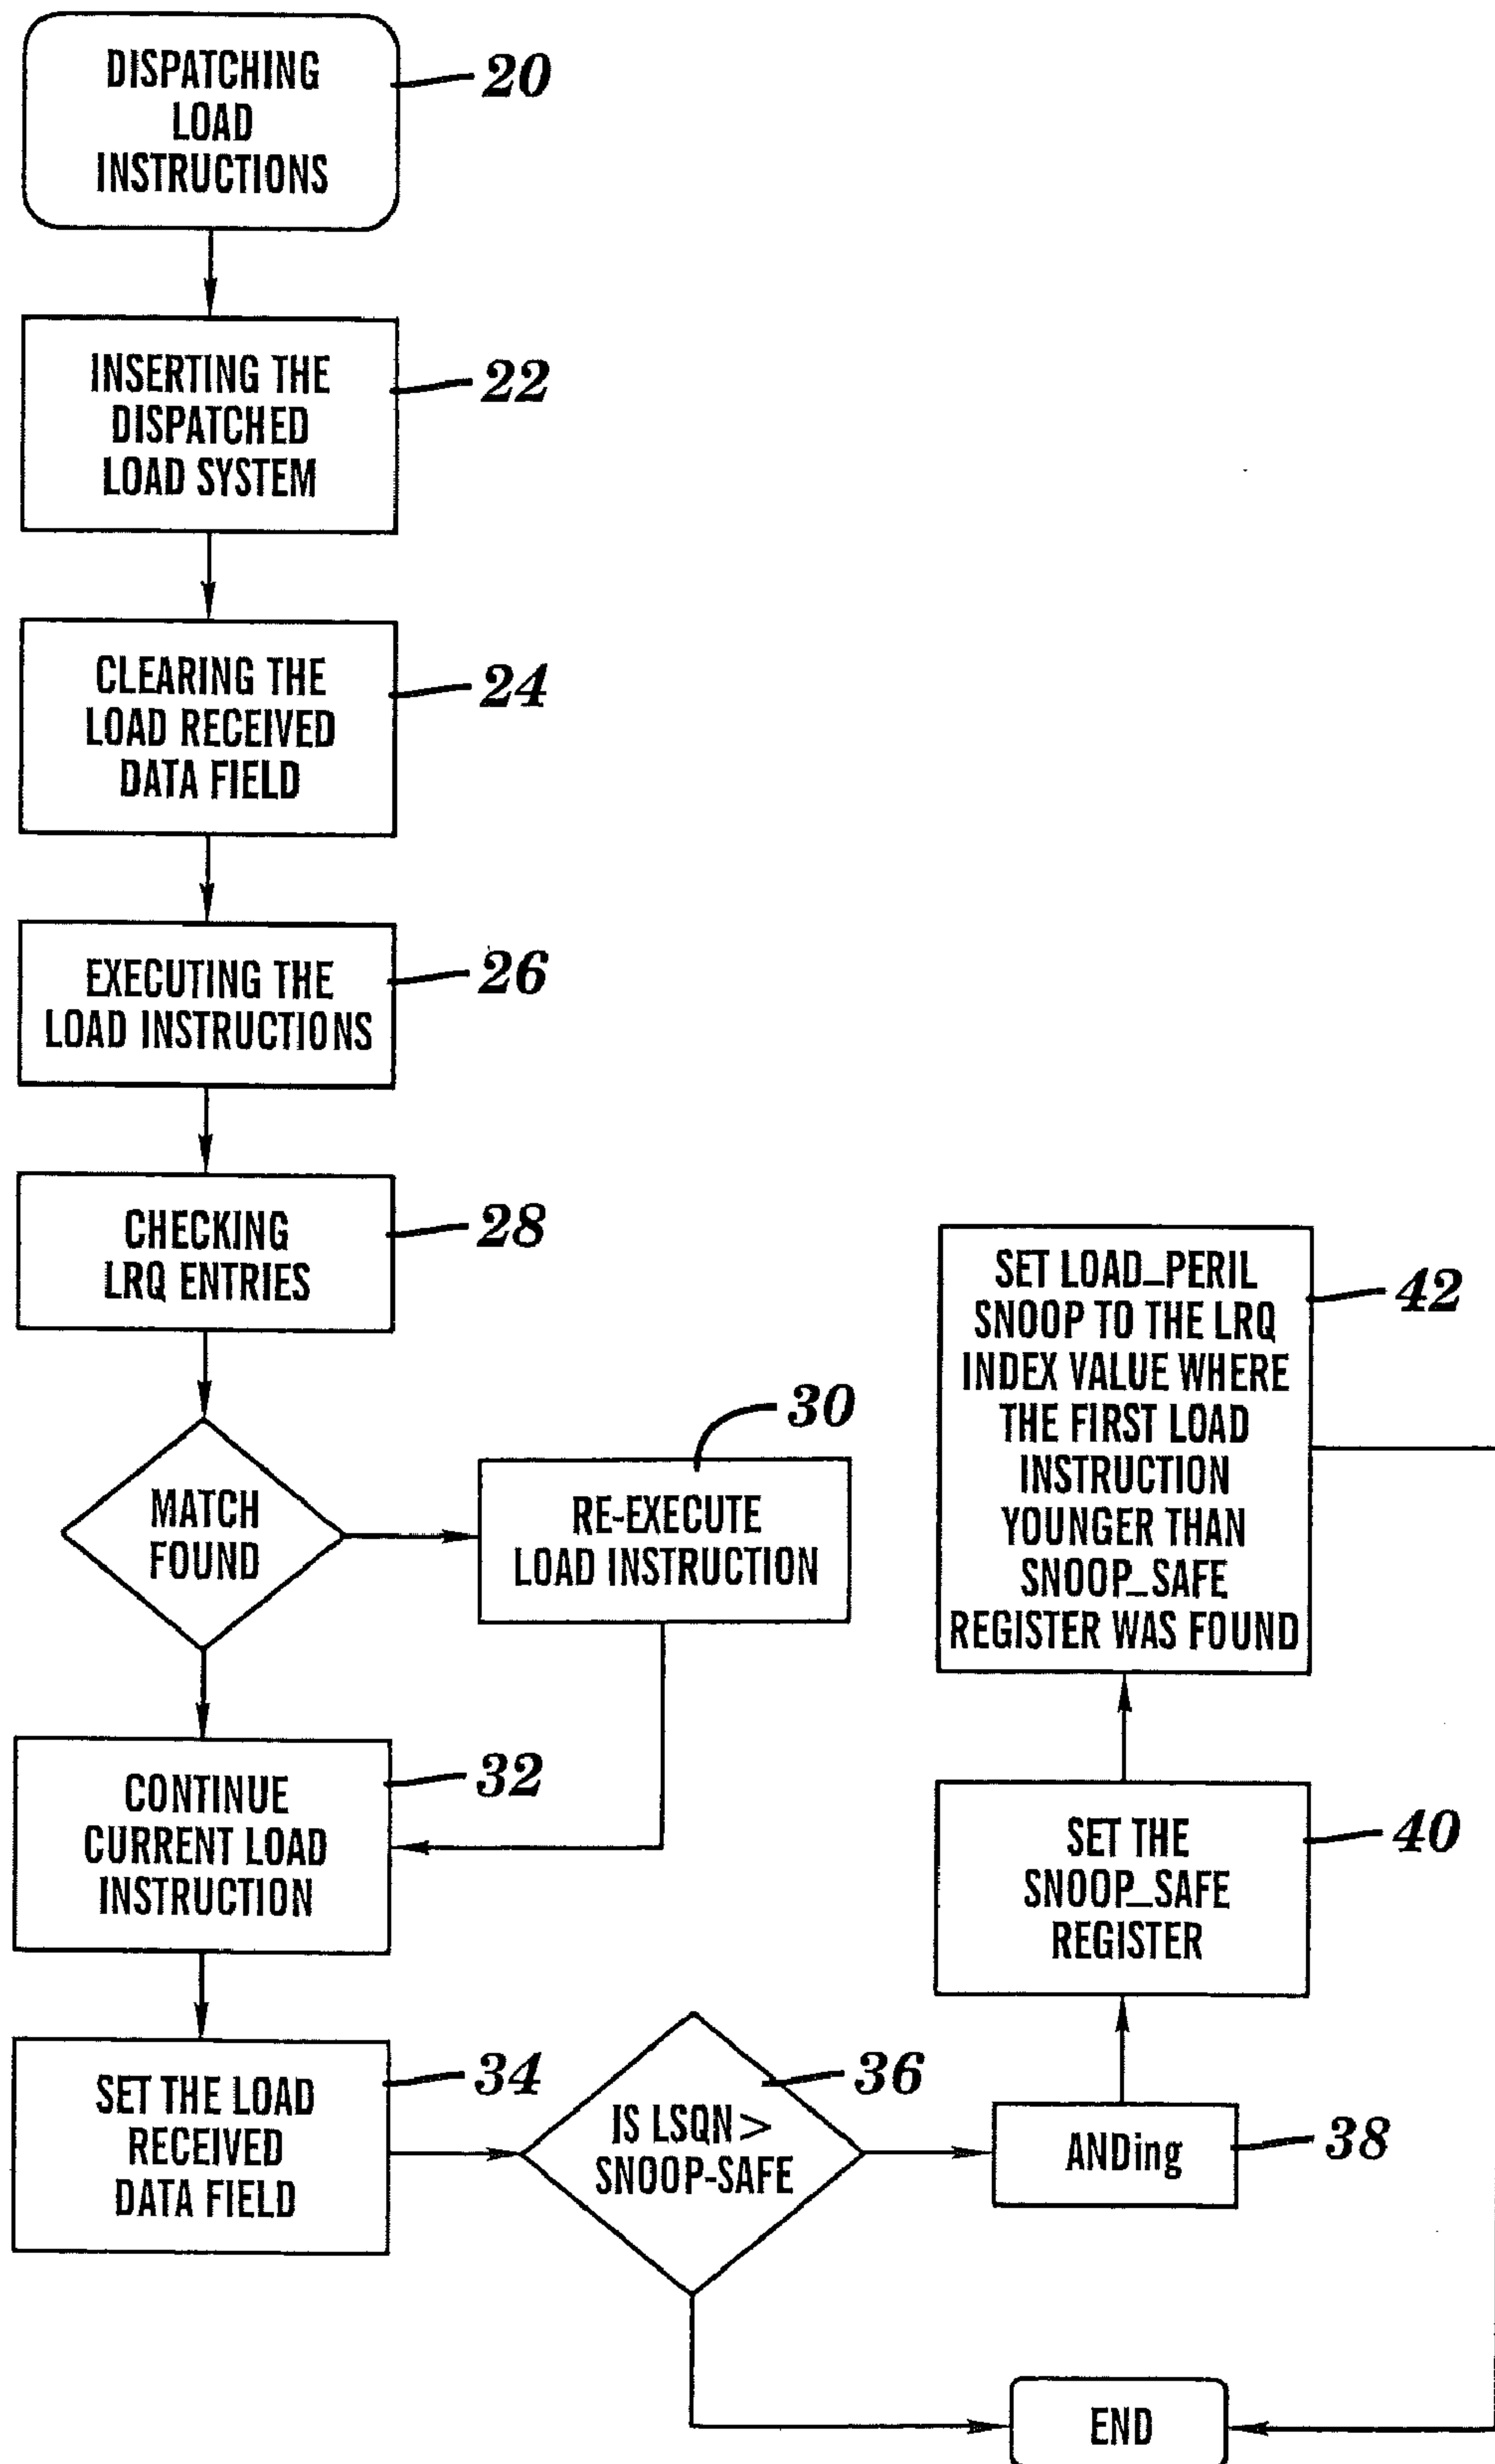 DISPATCHING
LOAD
INSTRUCTIONS
20
INSERTING THE
DISPATCHED
LOAD SYSTEM
22
CLEARING THE
LOAD RECEIVED
DATA FIELD
24
EXECUTING THE
LOAD INSTRUCTIONS
26
CHECKING
LRQ ENTRIES
28
MATCH
FOUND
30
RE-EXECUTE
LOAD INSTRUCTION
CONTINUE
CURRENT LOAD
INSTRUCTION
32
SET THE LOAD
RECEIVED
DATA FIELD
34
IS LSQN >
SNOOP-SAFE
36
ANDing
38
SET THE
SNOOP_SAFE
REGISTER
40
SET LOAD_PERIL
SNOOP TO THE LRQ
INDEX VALUE WHERE
THE FIRST LOAD
INSTRUCTION
YOUNGER THAN
SNOOP_SAFE
REGISTER WAS FOUND
42
END